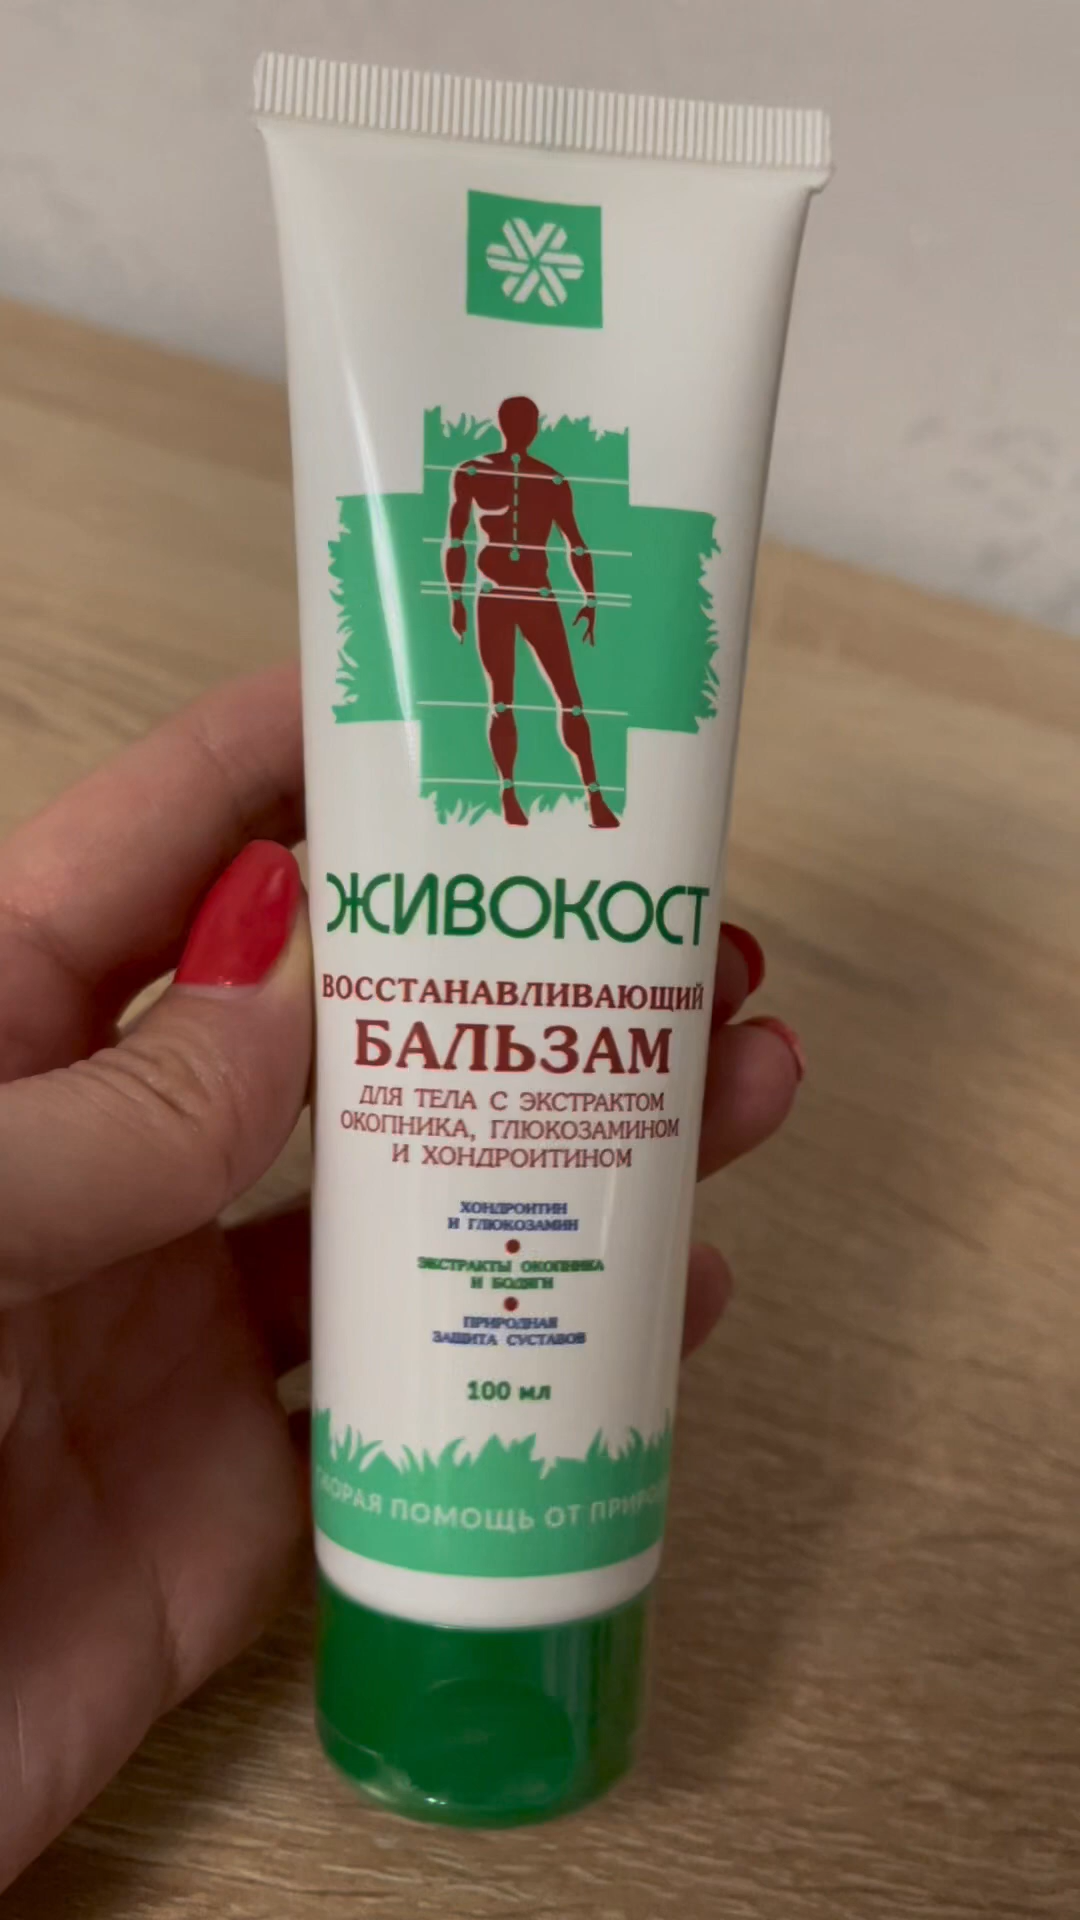 ЖИВОКОСТ
ВОССТАНАВЛИВАЮЩИЙ
БАЛЬЗАМ
ДЛЯ ТЕЛА С ЭКСТРАКТОМ
ОКОПНИКА, ГЛЮКОЗАМИНОМ
И ХОНДРОИТИНОМ
ХОНДРОИТИН
И ГЛЮКОЗАМИН
ЭКСТРАКТЫ ОКОПНИКА
И БОДЯГИ
ПРИРОДНАЯ
ЗАЩИТА СУСТАВОВ
100 мл
ПОМОЩЬ ОТ